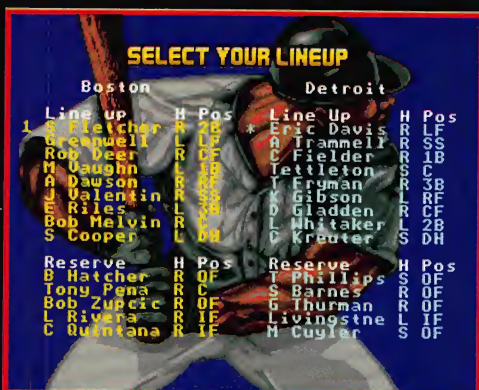 SELECT YOUR LINEUP
Boston
Line up H Pos
1 S Fletcher R 2B
Greenwell L LF
Rob Deer R CF
M Vaughn L 1B
A Dawson R RF
J Valentin R SS
E Riles L 3B
Bob Melvin R C
S Cooper L DH
Reserve H Pos
B Hatcher R OF
Tony Pena R C
Bob Zupcic R OF
L Rivera R IF
C Quintana R IF
Detroit
Line Up H Pos
* Eric Davis R LF
A Trammell R SS
C Fielder R 1B
Tettleton S C
T Fryman R 3B
K Gibson L RF
D Gladden R CF
L Whitaker L 2B
C Kreuter S DH
Reserve H Pos
T Phillips S OF
S Barnes R OF
G Thurman R OF
Livingstne L IF
M Cuyler S OF